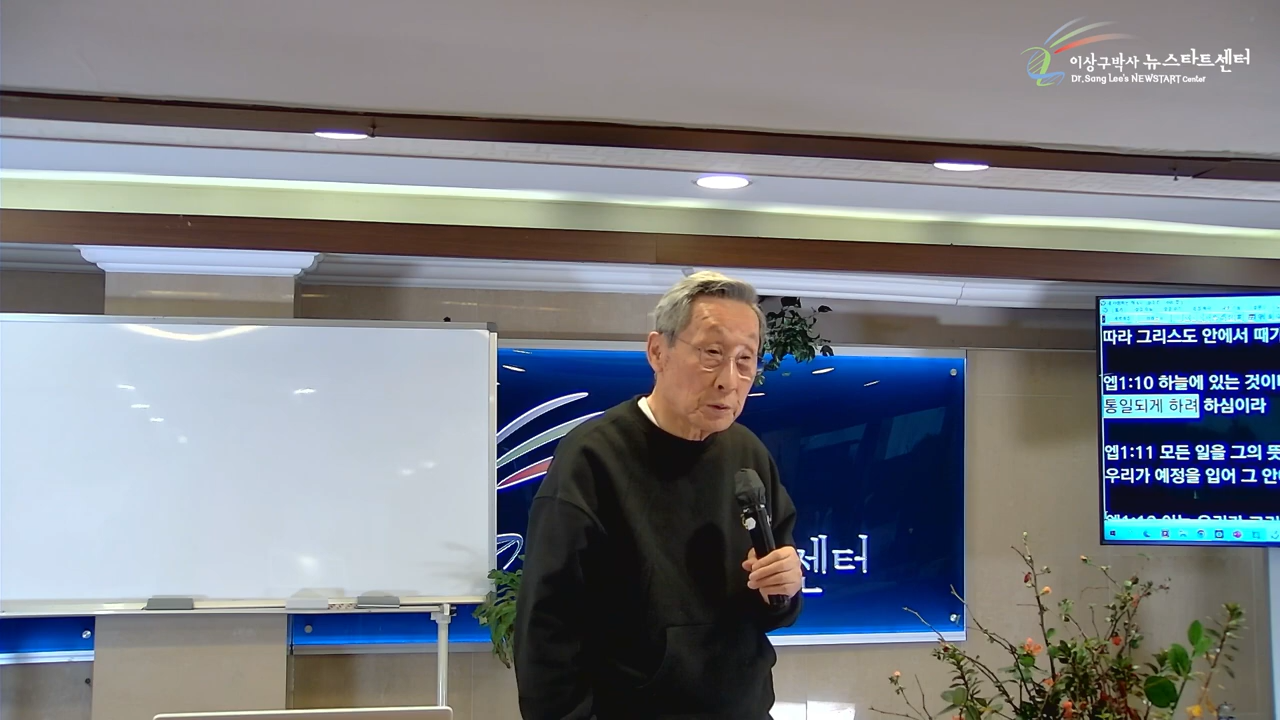 이상구박사 뉴스타트센터
Dr. Sang Lee's NEWSTART Center
따라 그리스도 안에서 때가
엡1:10 하늘에 있는 것이나
통일되게 하려 하심이라
엡1:11 모든 일을 그의 뜻
우리가 예정을 입어 그 안에
센터